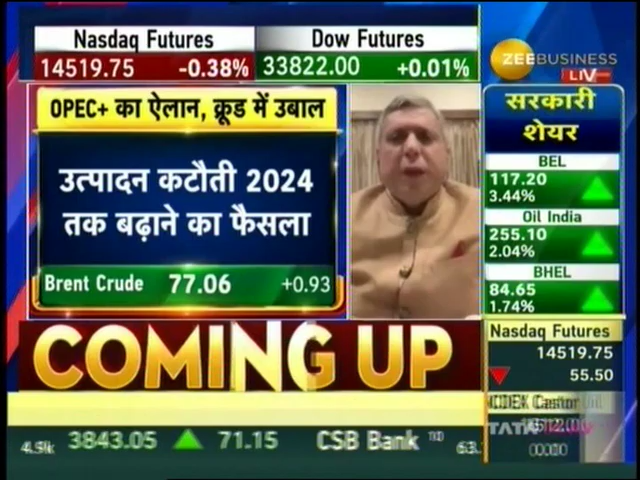 Nasdaq Futures
14519.75 -0.38%
Dow Futures
33822.00 +0.01%
ZEEBUSINESS
LIV
OPEC+ का ऐलान, क्रूड में उबाल
उत्पादन कटौती 2024
तक बढ़ाने का फैसला
Brent Crude 77.06 +0.93
सरकारी
शेयर
BEL
117.20
3.44%
Oil India
255.10
2.04%
BHEL
84.65
1.74%
Nasdaq Futures
14519.75
55.50
COMING UP
TATA
3843.05 71.15 CSB Bank